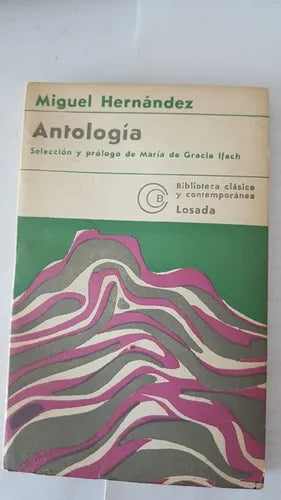 Miguel Hernández
Antología
Selección y prólogo de María de Gracia Ifach
CB
Biblioteca clásica
y contemporánea
Losada